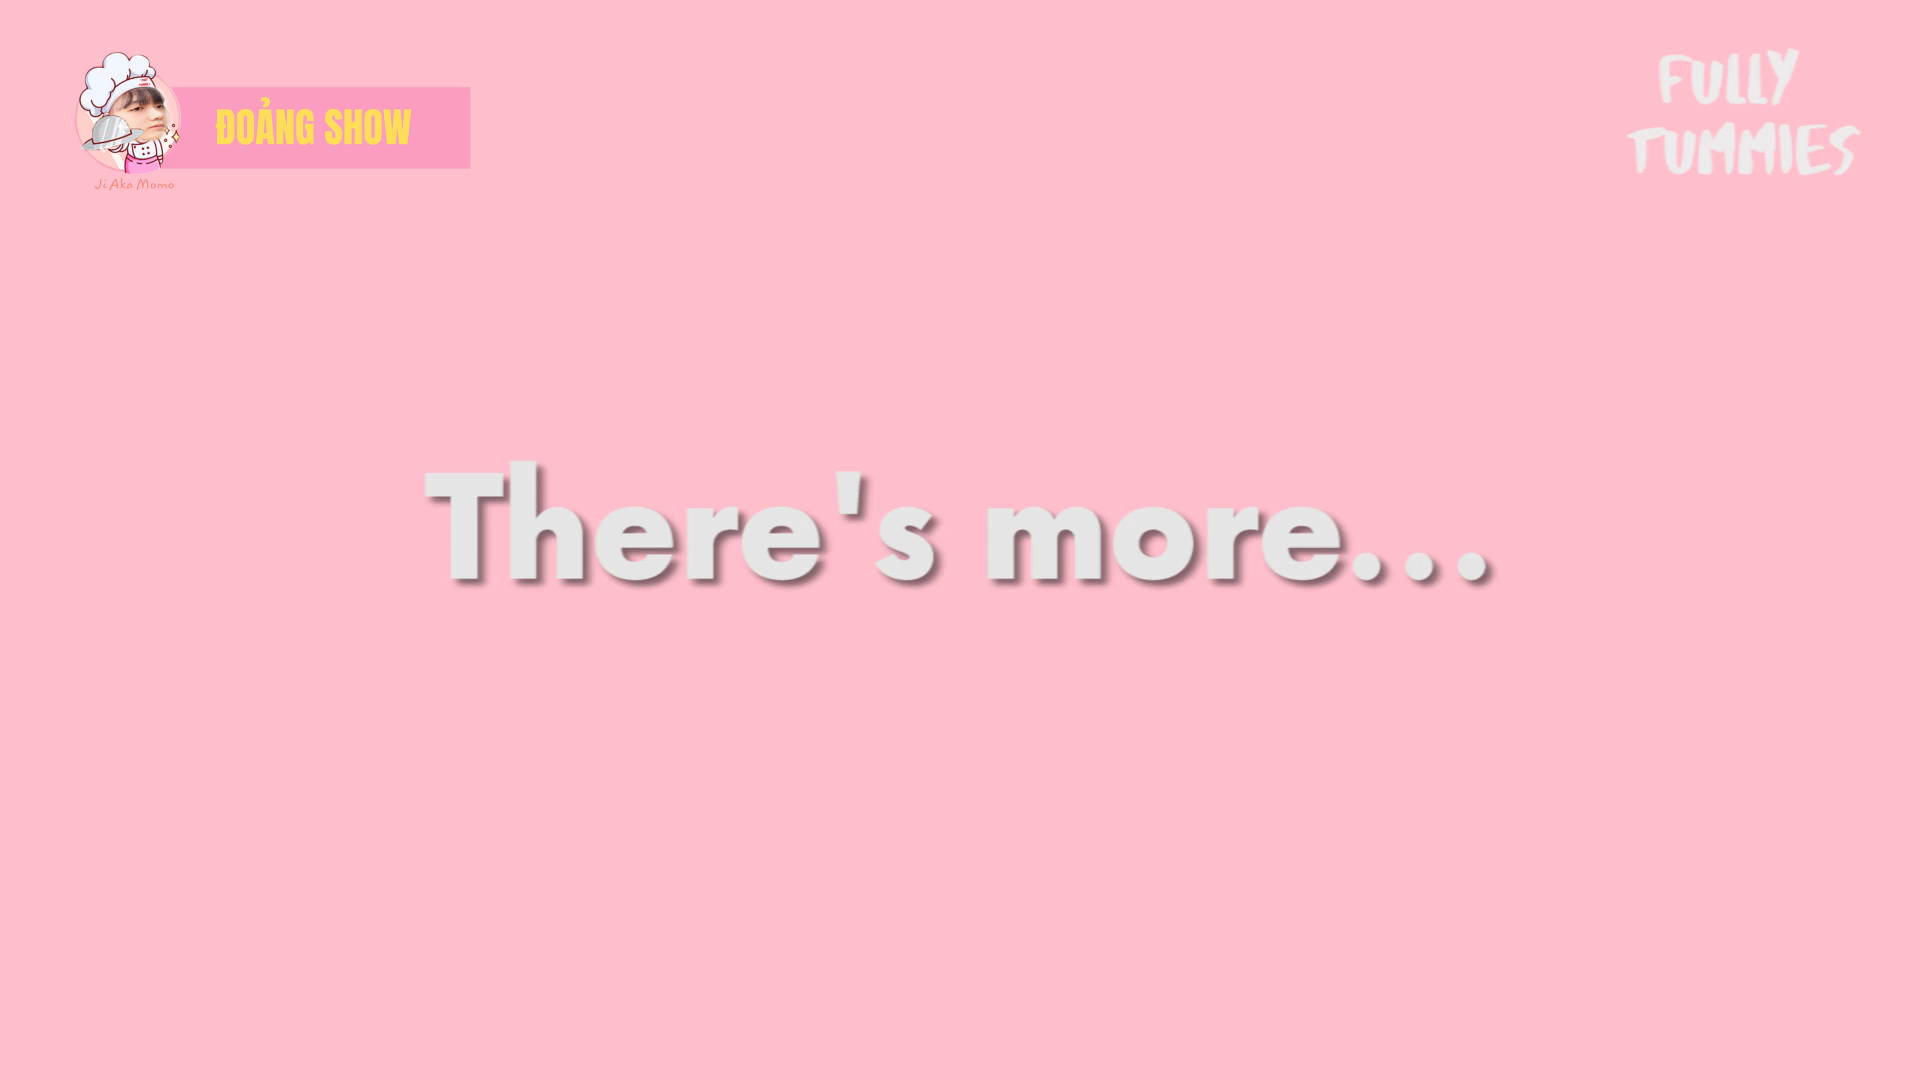 ĐOẢNG SHOW
Ji Aka Momo
FULLY
TUMMIES
There's more...